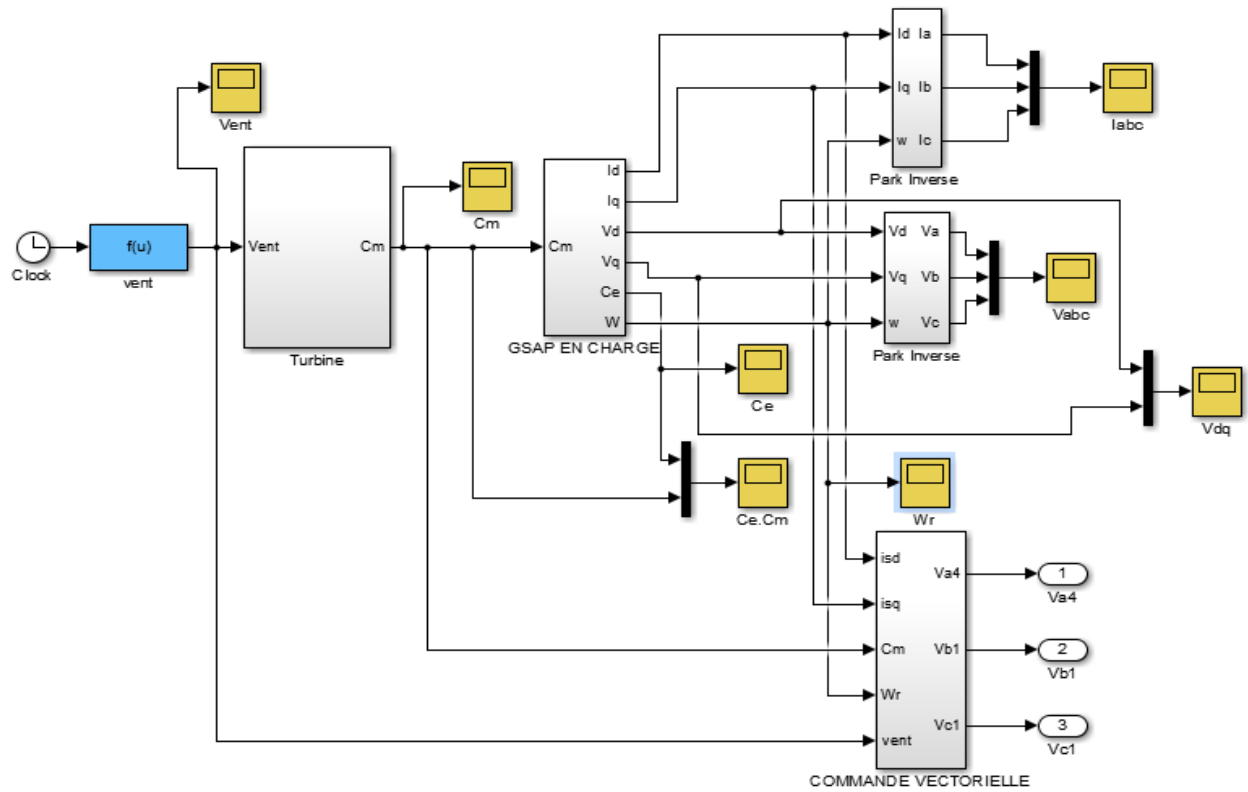 Clock
f(u)
vent
Vent
Vent
Cm
Turbine
Cm
Cm
Id
Iq
Vd
Vq
Ce
W
GSAP EN CHARGE
Id
Iq
w
Ia
Ib
Ic
Park Inverse
Iabc
Vd
Vq
w
Va
Vb
Vc
Park Inverse
Vabc
Vdq
Ce
Ce.Cm
Wr
isd
isq
Cm
Wr
vent
Va4
Vb1
Vc1
COMMANDE VECTORIELLE
1
Va4
2
Vb1
3
Vc1